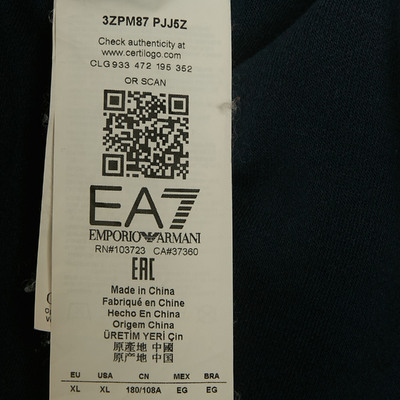 3ZPM87 PJJ5Z
Check authenticity at
www.certilogo.com
CLG 933 472 195 352
OR SCAN
EA7
EMPORIO ARMANI
RN#103723 CA#37360
EAC
Made in China
Fabriqué en Chine
Hecho En China
Origem China
ÜRETİM YERİ Çin
原產地 中國
原产地 中国
EU USA CN MEX BRA
XL XL 180/108A EG EG